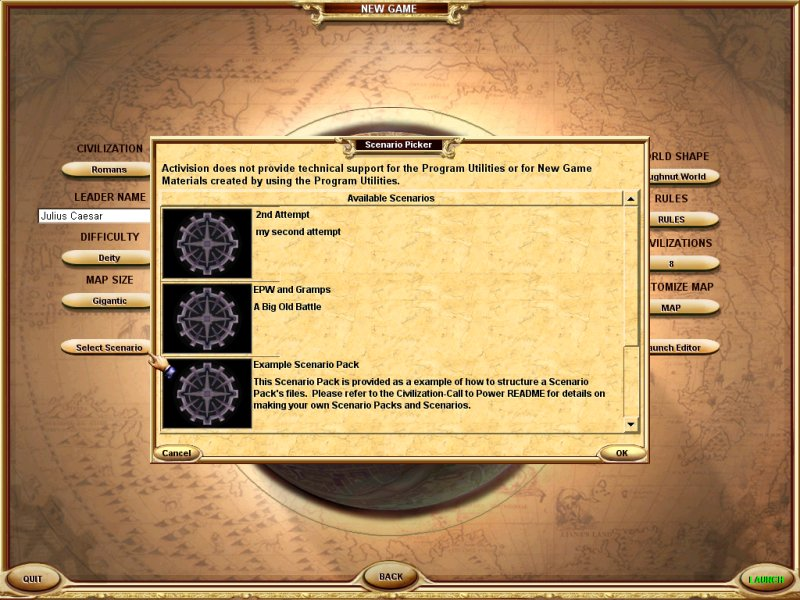 NEW GAME
CIVILIZATION
Romans
LEADER NAME
Julius Caesar
DIFFICULTY
Deity
MAP SIZE
Gigantic
Select Scenario
Scenario Picker
Activision does not provide technical support for the Program Utilities or for New Game
Materials created by using the Program Utilities.
Available Scenarios
2nd Attempt
my second attempt
EPW and Gramps
A Big Old Battle
Example Scenario Pack
This Scenario Pack is provided as a example of how to structure a Scenario
Pack's files. Please refer to the Civilization-Call to Power README for details on
making your own Scenario Packs and Scenarios.
Cancel
OK
RLD SHAPE
ughnut World
RULES
RULES
VILIZATIONS
8
TOMIZE MAP
MAP
aunch Editor
QUIT
BACK
LAUNCH